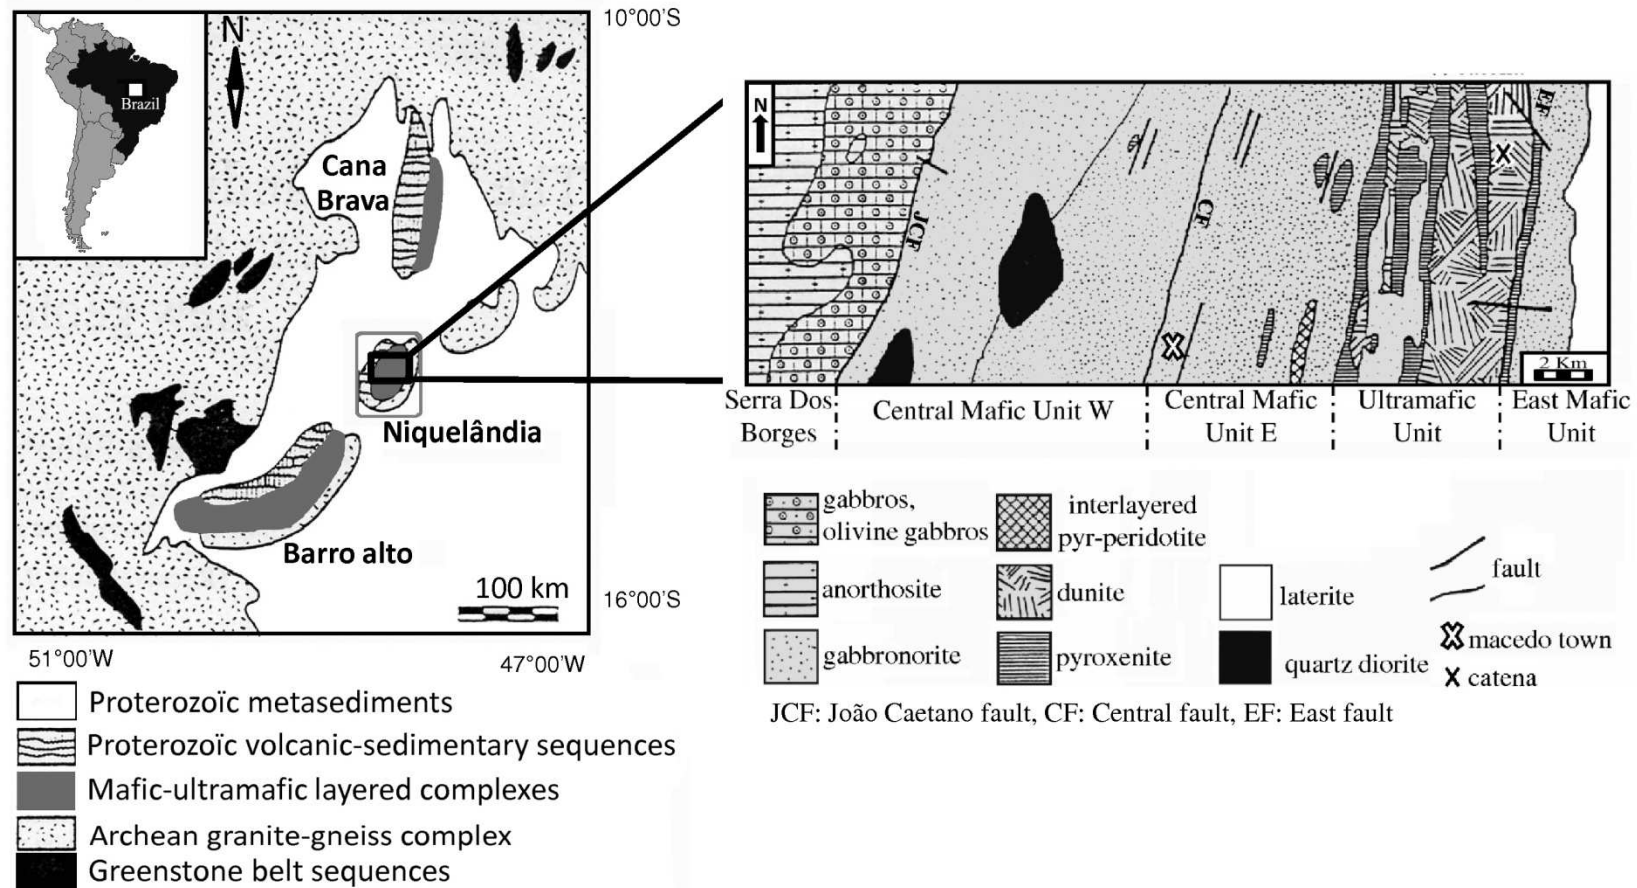 10°00'S
N
Brazil
Cana
Brava
Niquelândia
Barro alto
100 km
16°00'S
51°00'W
47°00'W
Proterozoïc metasediments
Proterozoïc volcanic-sedimentary sequences
Mafic-ultramafic layered complexes
Archean granite-gneiss complex
Greenstone belt sequences
N
JCF
CF
EF
2 Km
Serra Dos
Borges
Central Mafic Unit W
Central Mafic
Unit E
Ultramafic
Unit
East Mafic
Unit
gabbros,
olivine gabbros
anorthosite
gabbronorite
interlayered
pyr-peridotite
dunite
pyroxenite
laterite
quartz diorite
fault
macedo town
catena
JCF: João Caetano fault, CF: Central fault, EF: East fault